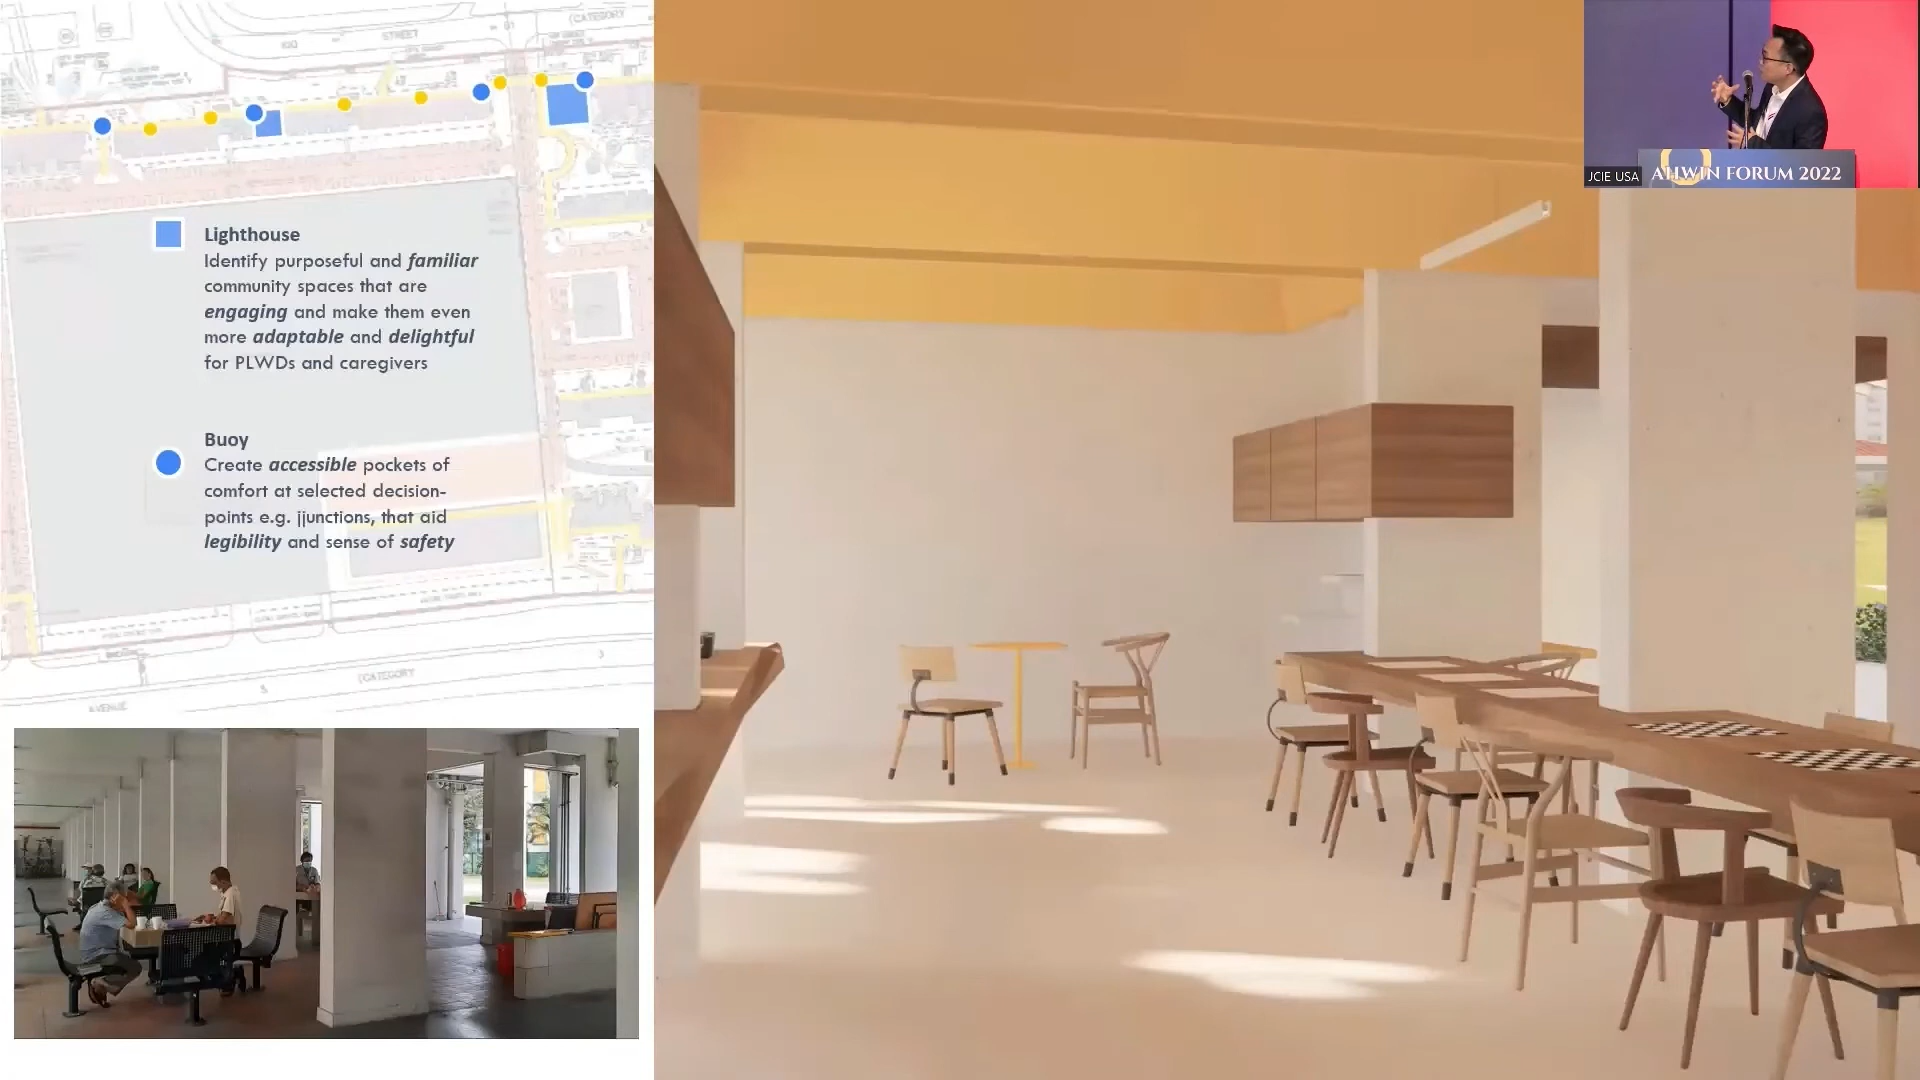 (CATEGORY
STREET
Lighthouse
Identify purposeful and familiar
community spaces that are
engaging and make them even
more adaptable and delightful
for PLWDs and caregivers
Buoy
Create accessible pockets of
comfort at selected decision-
points e.g. jjunctions, that aid
legibility and sense of safety
(CATEGORY
AVENUE
JCIE USA
AHWIN FORUM 2022